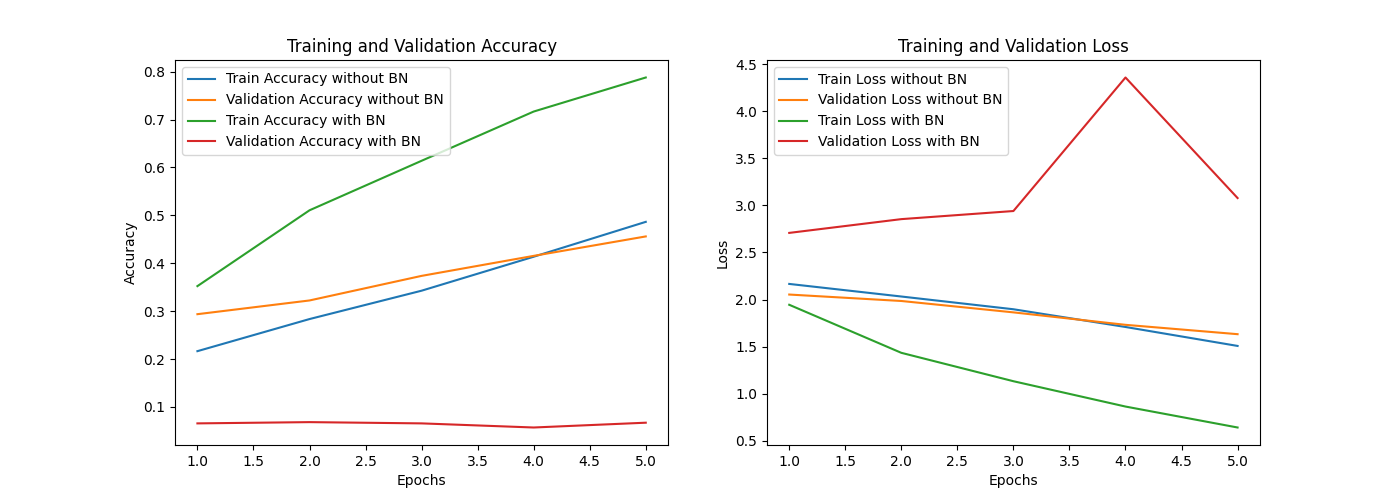 Training and Validation Accuracy
Train Accuracy without BN
Validation Accuracy without BN
Train Accuracy with BN
Validation Accuracy with BN
0.8
0.7
0.6
0.5
0.4
0.3
0.2
0.1
Accuracy
1.0 1.5 2.0 2.5 3.0 3.5 4.0 4.5 5.0
Epochs
Training and Validation Loss
Train Loss without BN
Validation Loss without BN
Train Loss with BN
Validation Loss with BN
4.5
4.0
3.5
3.0
2.5
2.0
1.5
1.0
0.5
Loss
1.0 1.5 2.0 2.5 3.0 3.5 4.0 4.5 5.0
Epochs